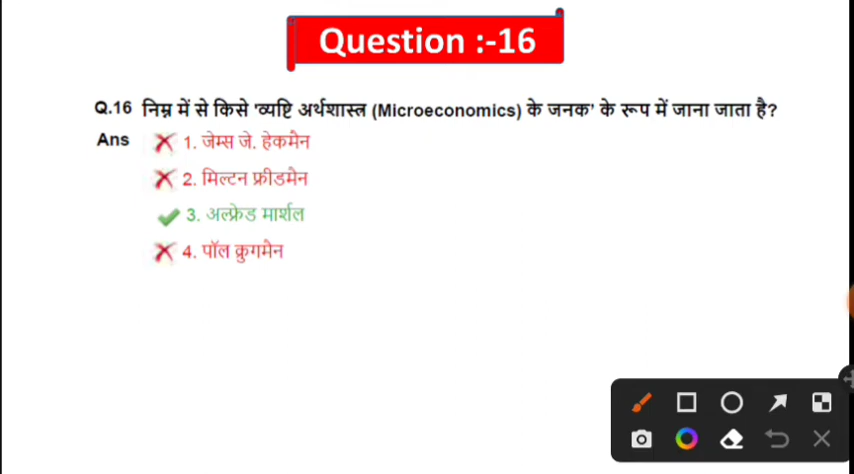 Question :-16
Q.16 निम्न में से किसे 'व्यष्टि अर्थशास्त्र (Microeconomics) के जनक' के रूप में जाना जाता है?
Ans 1. जेम्स जे. हेकमैन
2. मिल्टन फ्रीडमैन
3. अल्फ्रेड मार्शल
4. पॉल क्रुगमैन